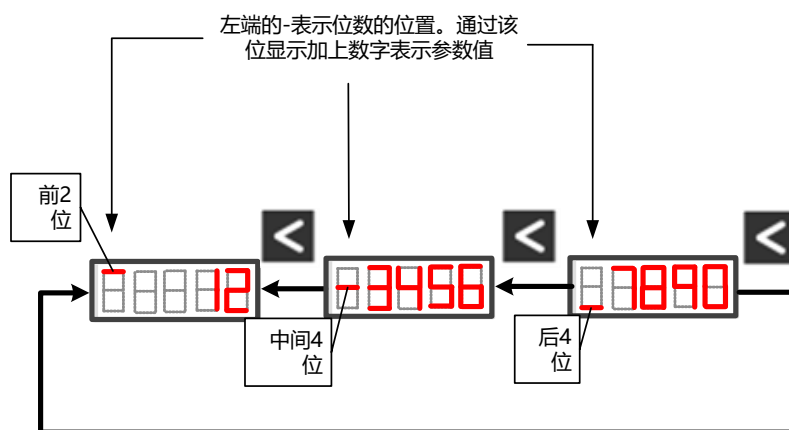 左端的-表示位数的位置。通过该
位显示加上数字表示参数值
前2
位
<
<
<
12
3456
7890
中间4
位
后4
位